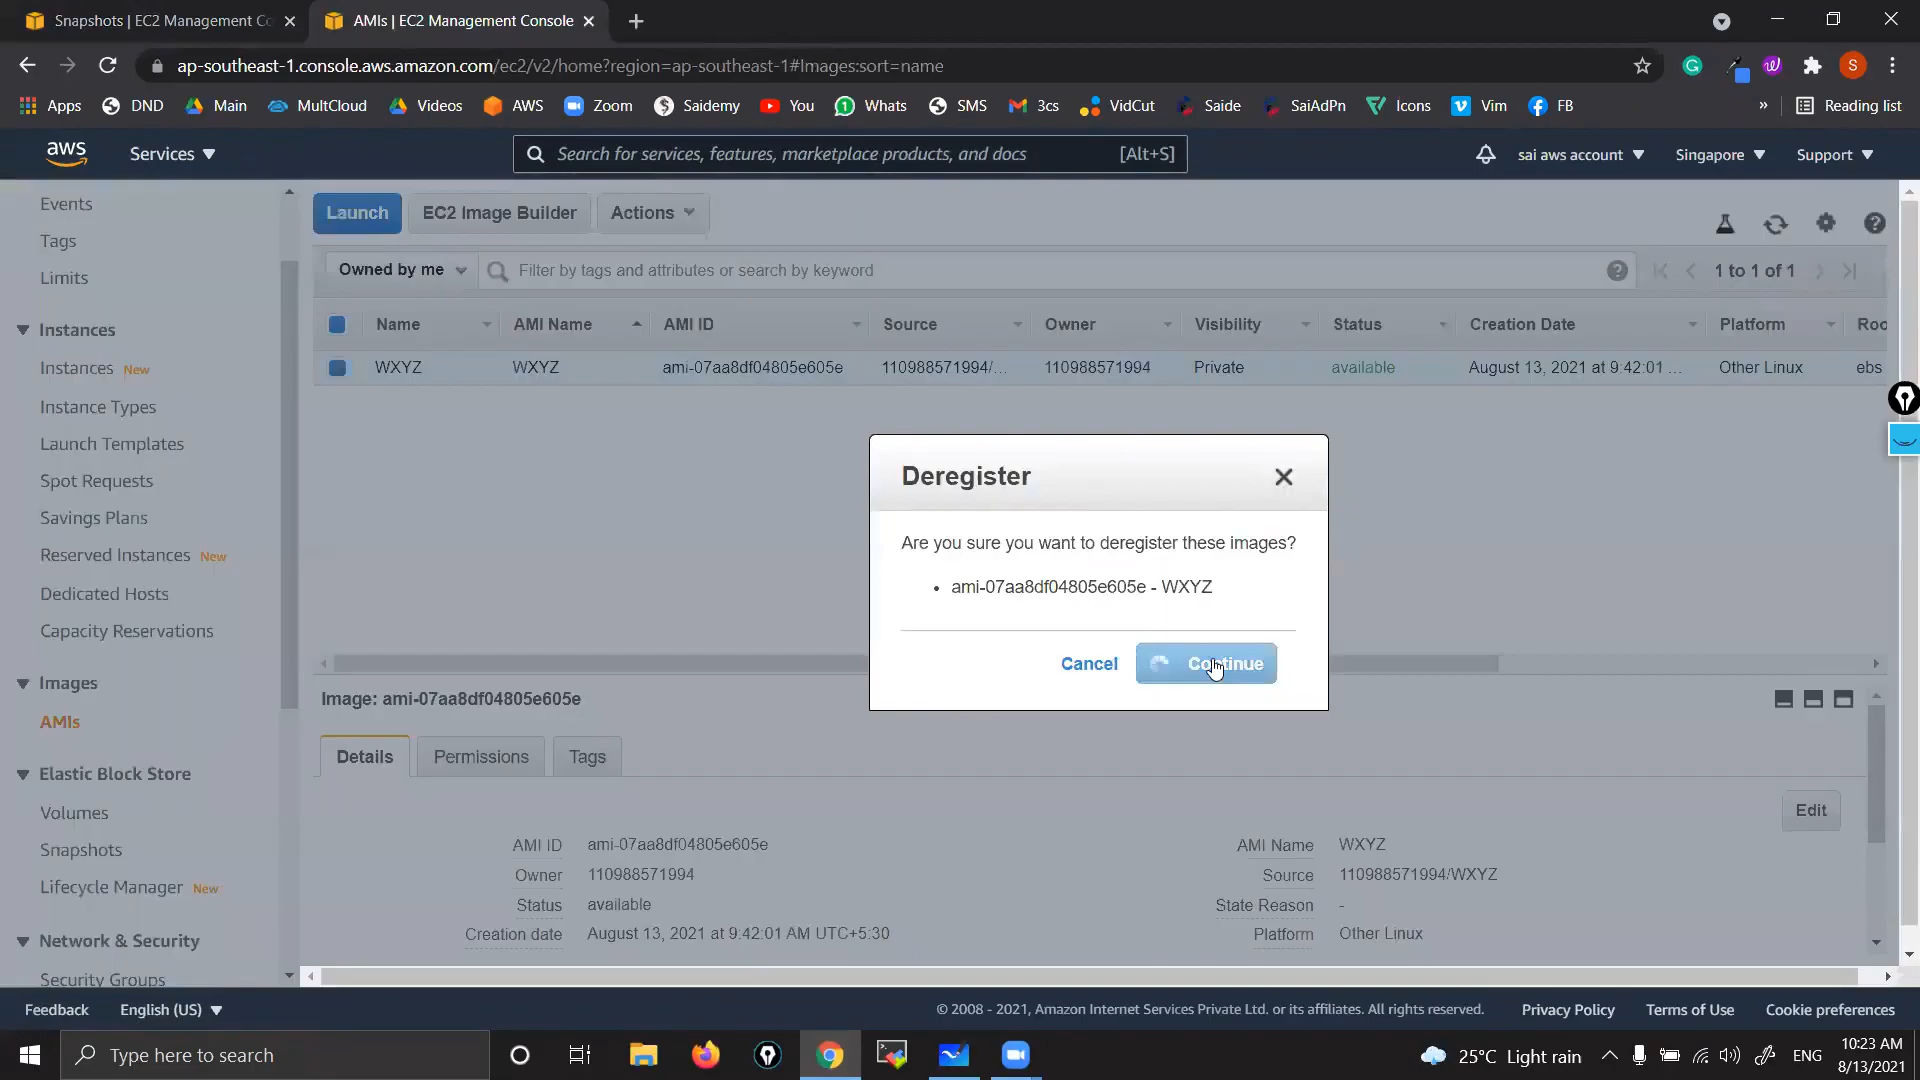 Snapshots | EC2 Management Co
AMIs | EC2 Management Console
ap-southeast-1.console.aws.amazon.com/ec2/v2/home?region=ap-southeast-1#Images:sort=name
S
Apps DND Main MultCloud Videos AWS Zoom Saidemy You Whats SMS 3cs VidCut Saide SaiAdPn Icons Vim FB » Reading list
aws Services Search for services, features, marketplace products, and docs [Alt+S] sai aws account Singapore Support
Events
Tags
Limits
Instances
Instances New
Instance Types
Launch Templates
Spot Requests
Savings Plans
Reserved Instances New
Dedicated Hosts
Capacity Reservations
Images
AMIs
Elastic Block Store
Volumes
Snapshots
Lifecycle Manager New
Network & Security
Security Groups
Launch EC2 Image Builder Actions
Owned by me Filter by tags and attributes or search by keyword 1 to 1 of 1
Name AMI Name AMI ID Source Owner Visibility Status Creation Date Platform Roo
WXYZ WXYZ ami-07aa8df04805e605e 110988571994/... 110988571994 Private available August 13, 2021 at 9:42:01 ... Other Linux ebs
Deregister
Are you sure you want to deregister these images?
• ami-07aa8df04805e605e - WXYZ
Cancel Continue
Image: ami-07aa8df04805e605e
Details Permissions Tags
Edit
AMI ID ami-07aa8df04805e605e AMI Name WXYZ
Owner 110988571994 Source 110988571994/WXYZ
Status available State Reason -
Creation date August 13, 2021 at 9:42:01 AM UTC+5:30 Platform Other Linux
Feedback English (US) © 2008 - 2021, Amazon Internet Services Private Ltd. or its affiliates. All rights reserved. Privacy Policy Terms of Use Cookie preferences
Type here to search 25°C Light rain ENG 10:23 AM
8/13/2021